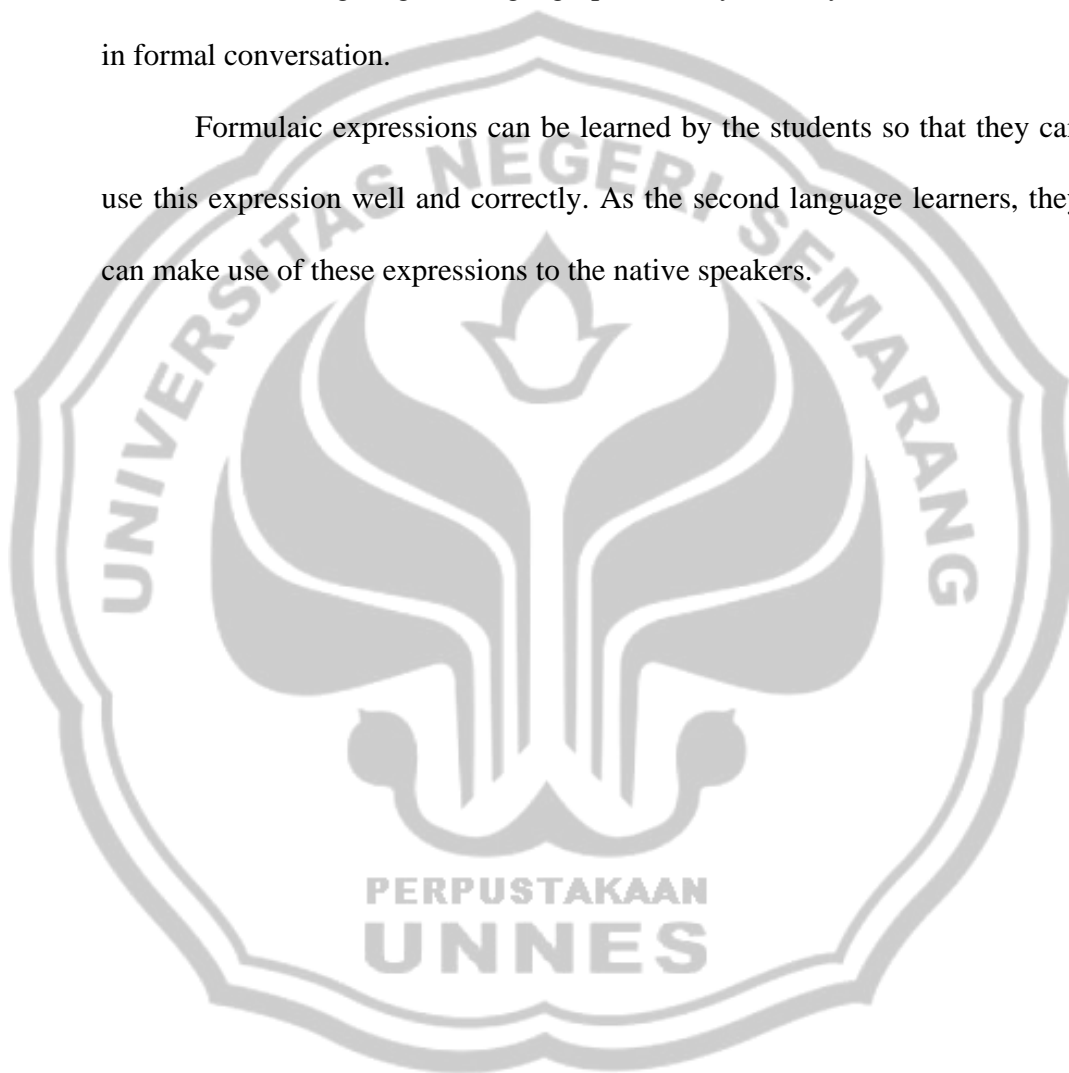 in formal conversation.
Formulaic expressions can be learned by the students so that they can
use this expression well and correctly. As the second language learners, they
can make use of these expressions to the native speakers.
UNIVERSITAS NEGERI SEMARANG
PERPUSTAKAAN
UNNES